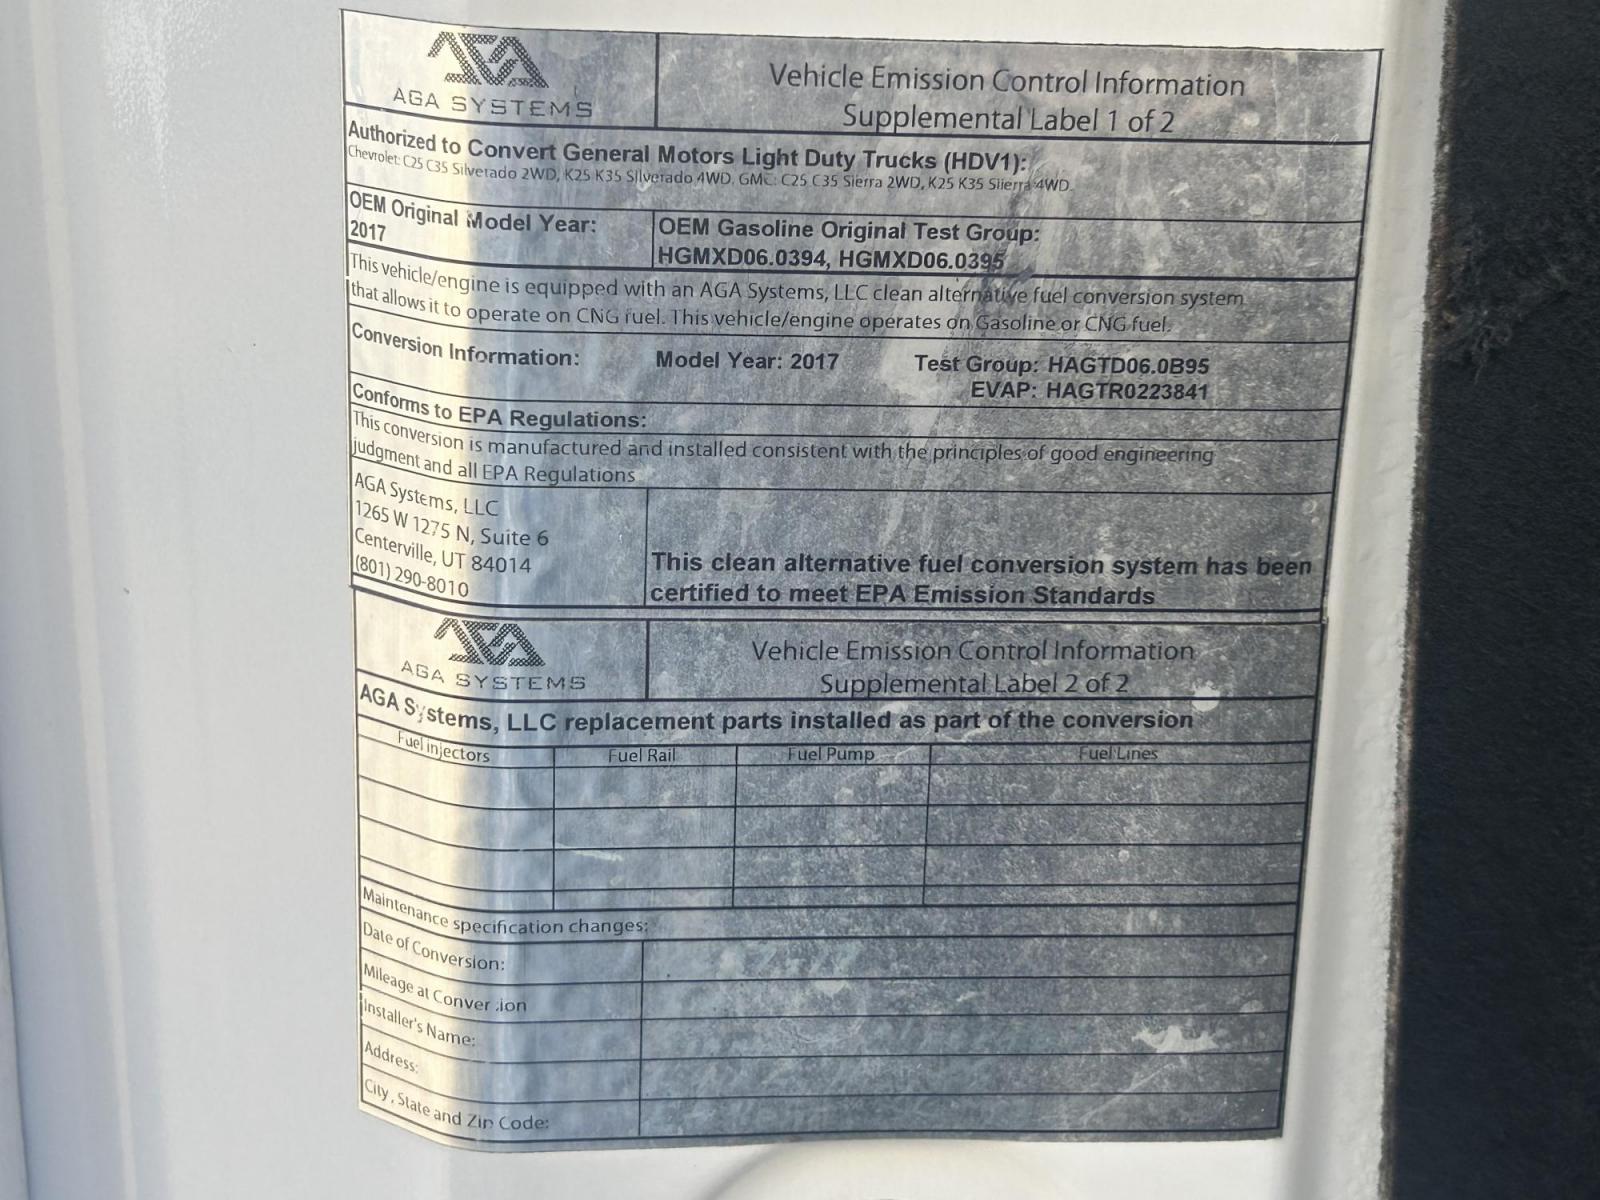 AGA SYSTEMS
Vehicle Emission Control Information
Supplemental Label 1 of 2
Authorized to Convert General Motors Light Duty Trucks (HDV1):
Chevrolet: C25 C35 Silverado 2WD, K25 K35 Silverado 4WD, GMC: C25 C35 Sierra 2WD, K25 K35 Siierra 4WD.
OEM Original Model Year:
2017
OEM Gasoline Original Test Group:
HGMXD06.0394, HGMXD06.0395
This vehicle/engine is equipped with an AGA Systems, LLC clean alternative fuel conversion system
that allows it to operate on CNG fuel. This vehicle/engine operates on Gasoline or CNG fuel.
Conversion Information: Model Year: 2017 Test Group: HAGTD06.0B95
EVAP: HAGTR0223841
Conforms to EPA Regulations:
This conversion is manufactured and installed consistent with the principles of good engineering
judgment and all EPA Regulations
AGA Systems, LLC
1265 W 1275 N, Suite 6
Centerville, UT 84014
(801) 290-8010
This clean alternative fuel conversion system has been
certified to meet EPA Emission Standards
AGA SYSTEMS
Vehicle Emission Control Information
Supplemental Label 2 of 2
AGA Systems, LLC replacement parts installed as part of the conversion
Fuel injectors Fuel Rail Fuel Pump Fuel Lines
Maintenance specification changes:
Date of Conversion:
Mileage at Conversion
Installer's Name:
Address:
City, State and Zip Code: